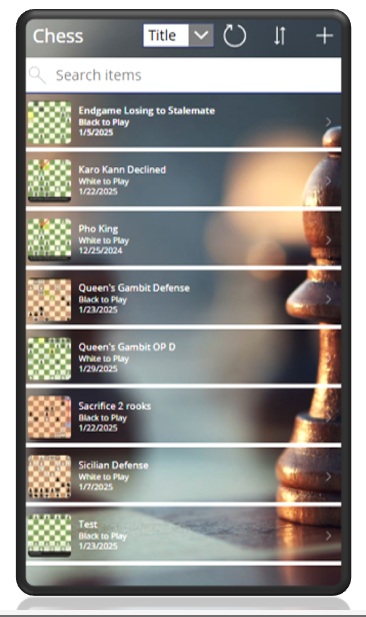 Chess
Title
Search items
Endgame Losing to Stalemate
Black to Play
1/5/2025
Karo Kann Declined
White to Play
1/22/2025
Pho King
White to Play
12/25/2024
Queen's Gambit Defense
Black to Play
1/23/2025
Queen's Gambit OP D
White to Play
1/29/2025
Sacrifice 2 rooks
Black to Play
1/22/2025
Sicilian Defense
White to Play
1/7/2025
Test
Black to Play
1/23/2025